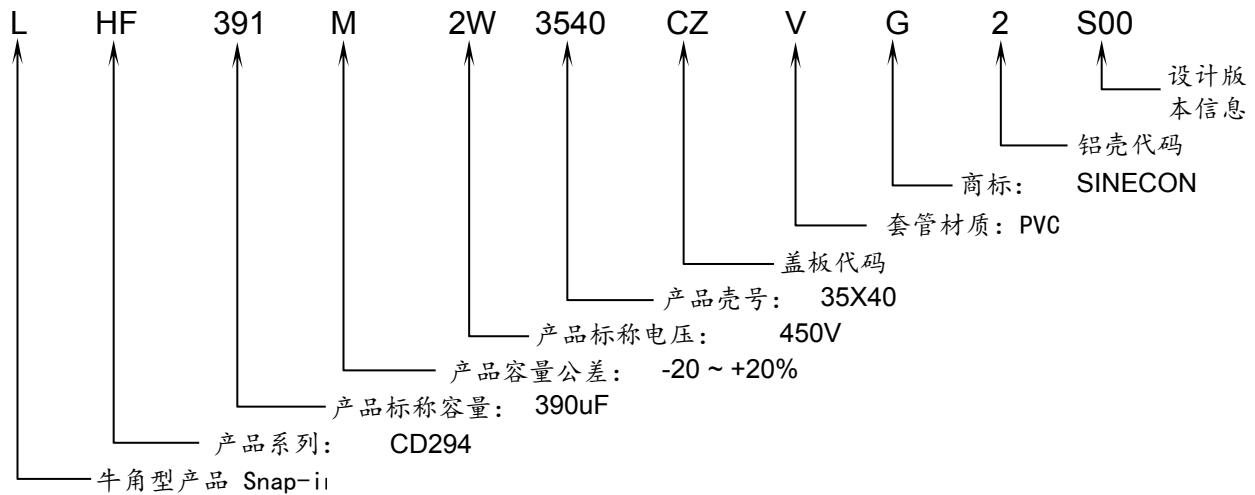 L HF 391 M 2W 3540 CZ V G 2 S00
设计版
本信息
铝壳代码
商标： SINECON
套管材质：PVC
盖板代码
产品壳号： 35X40
产品标称电压： 450V
产品容量公差： -20 ~ +20%
产品标称容量： 390uF
产品系列： CD294
牛角型产品